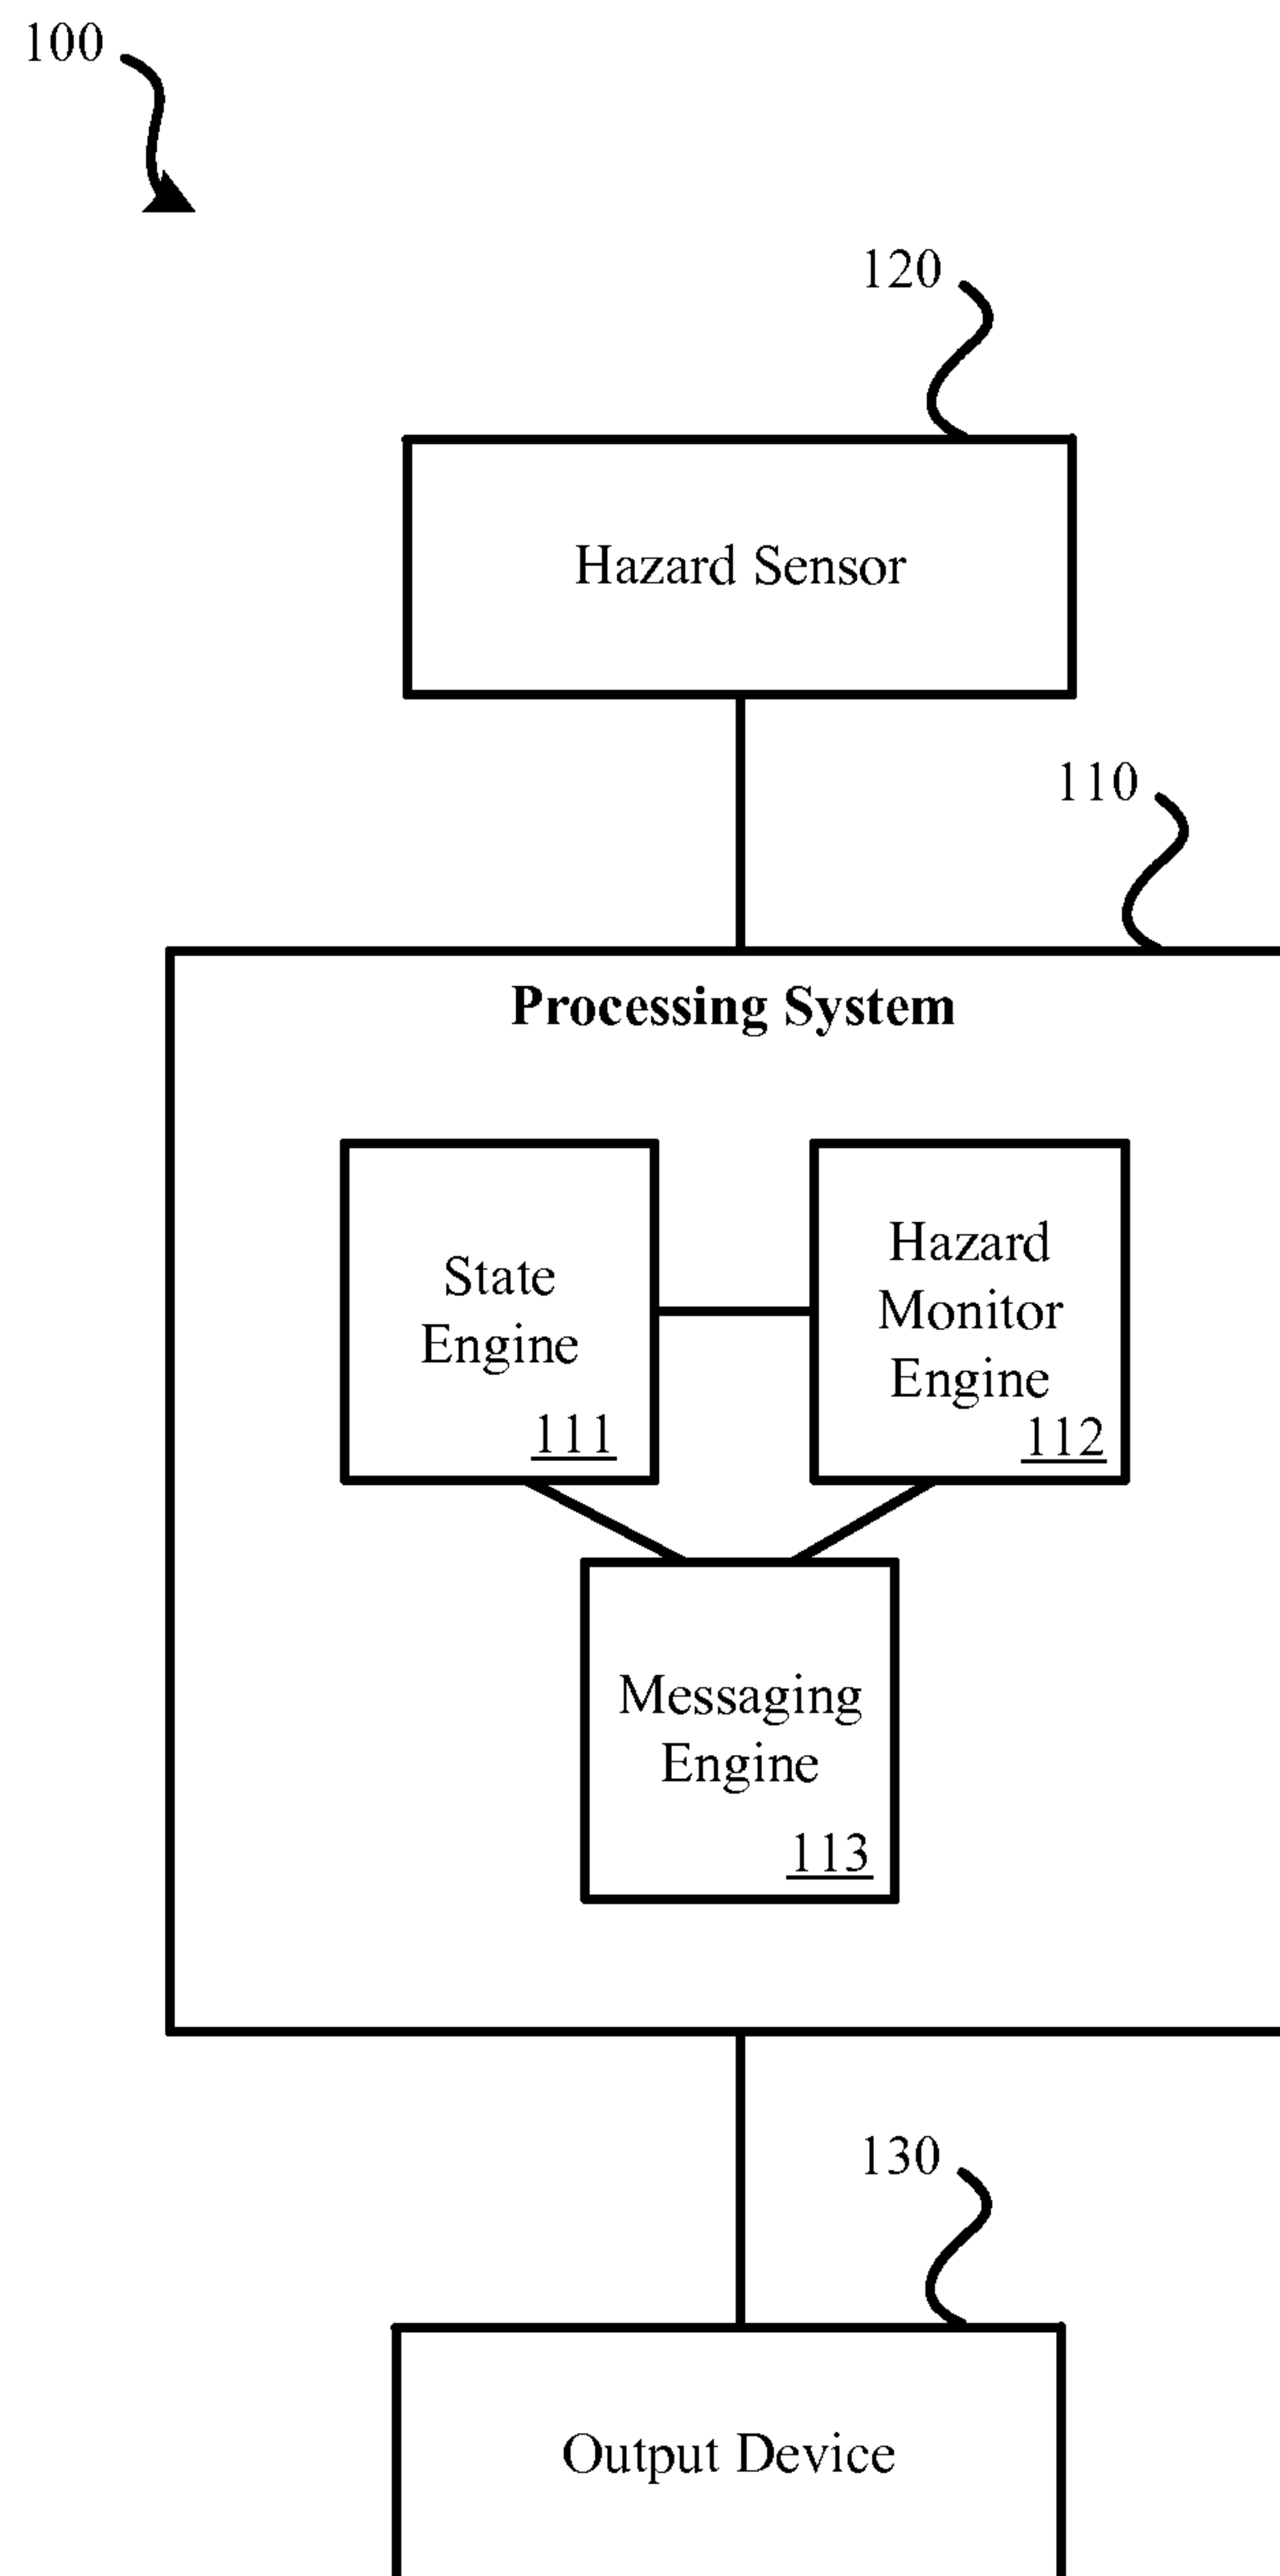 100
120
Hazard Sensor
110
Processing System
State
Engine
111
Hazard
Monitor
Engine
112
Messaging
Engine
113
130
Output Device